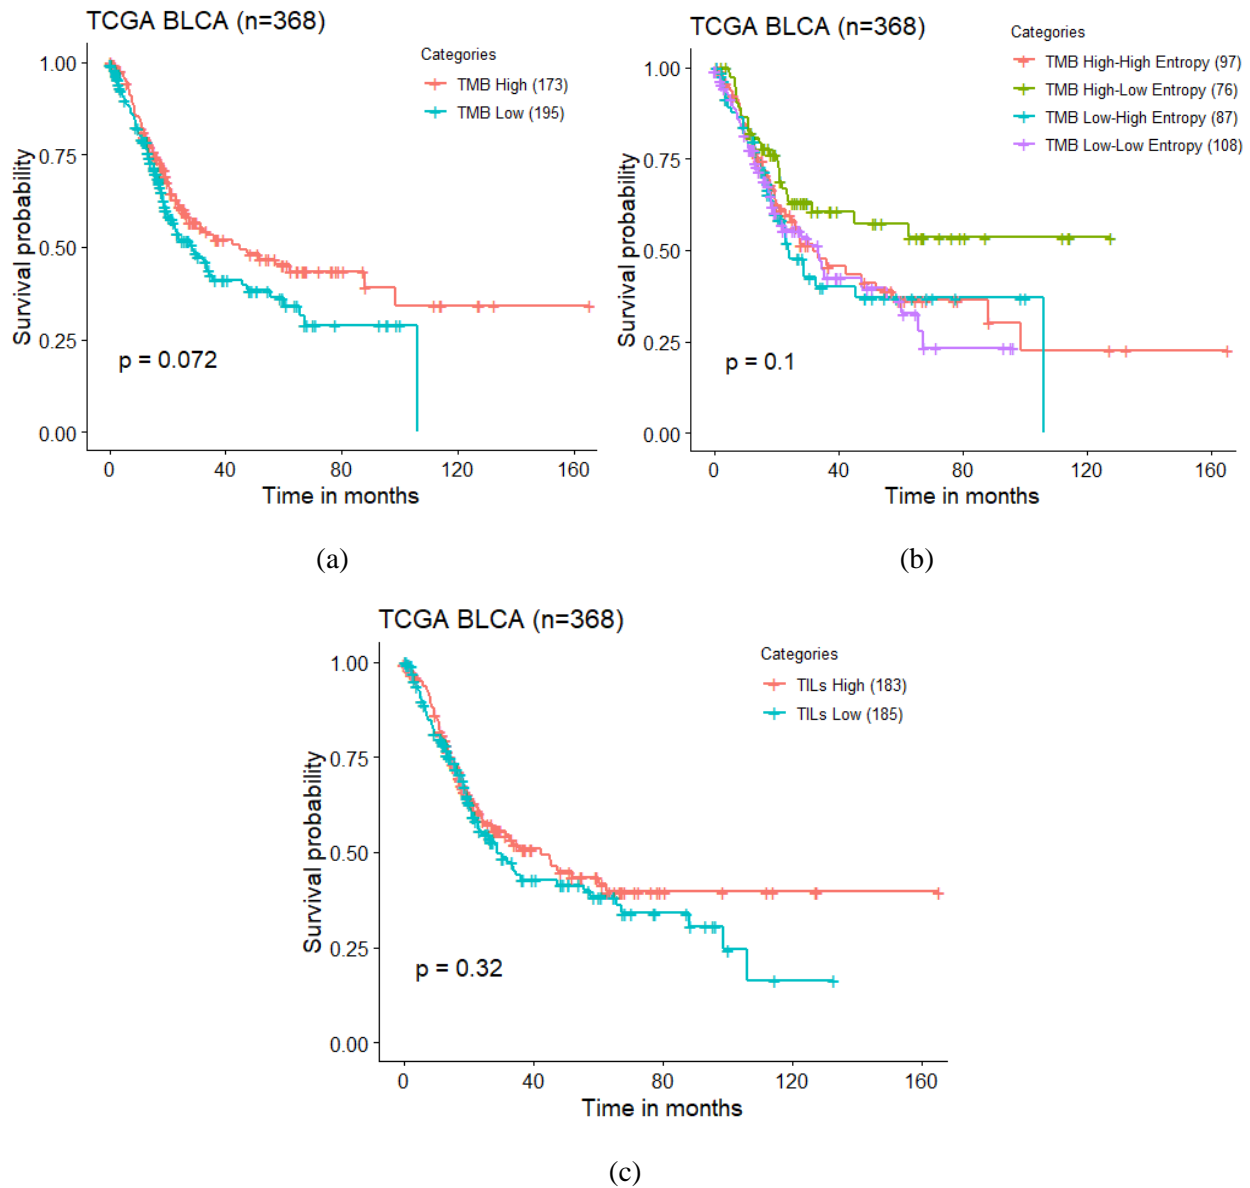 TCGA BLCA (n=368)
Categories
TMB High (173)
TMB Low (195)
Survival probability
1.00
0.75
0.50
0.25
0.00
p = 0.072
0 40 80 120 160
Time in months
(a)
TCGA BLCA (n=368)
Categories
TMB High-High Entropy (97)
TMB High-Low Entropy (76)
TMB Low-High Entropy (87)
TMB Low-Low Entropy (108)
Survival probability
1.00
0.75
0.50
0.25
0.00
p = 0.1
0 40 80 120 160
Time in months
(b)
TCGA BLCA (n=368)
Categories
TILs High (183)
TILs Low (185)
Survival probability
1.00
0.75
0.50
0.25
0.00
p = 0.32
0 40 80 120 160
Time in months
(c)